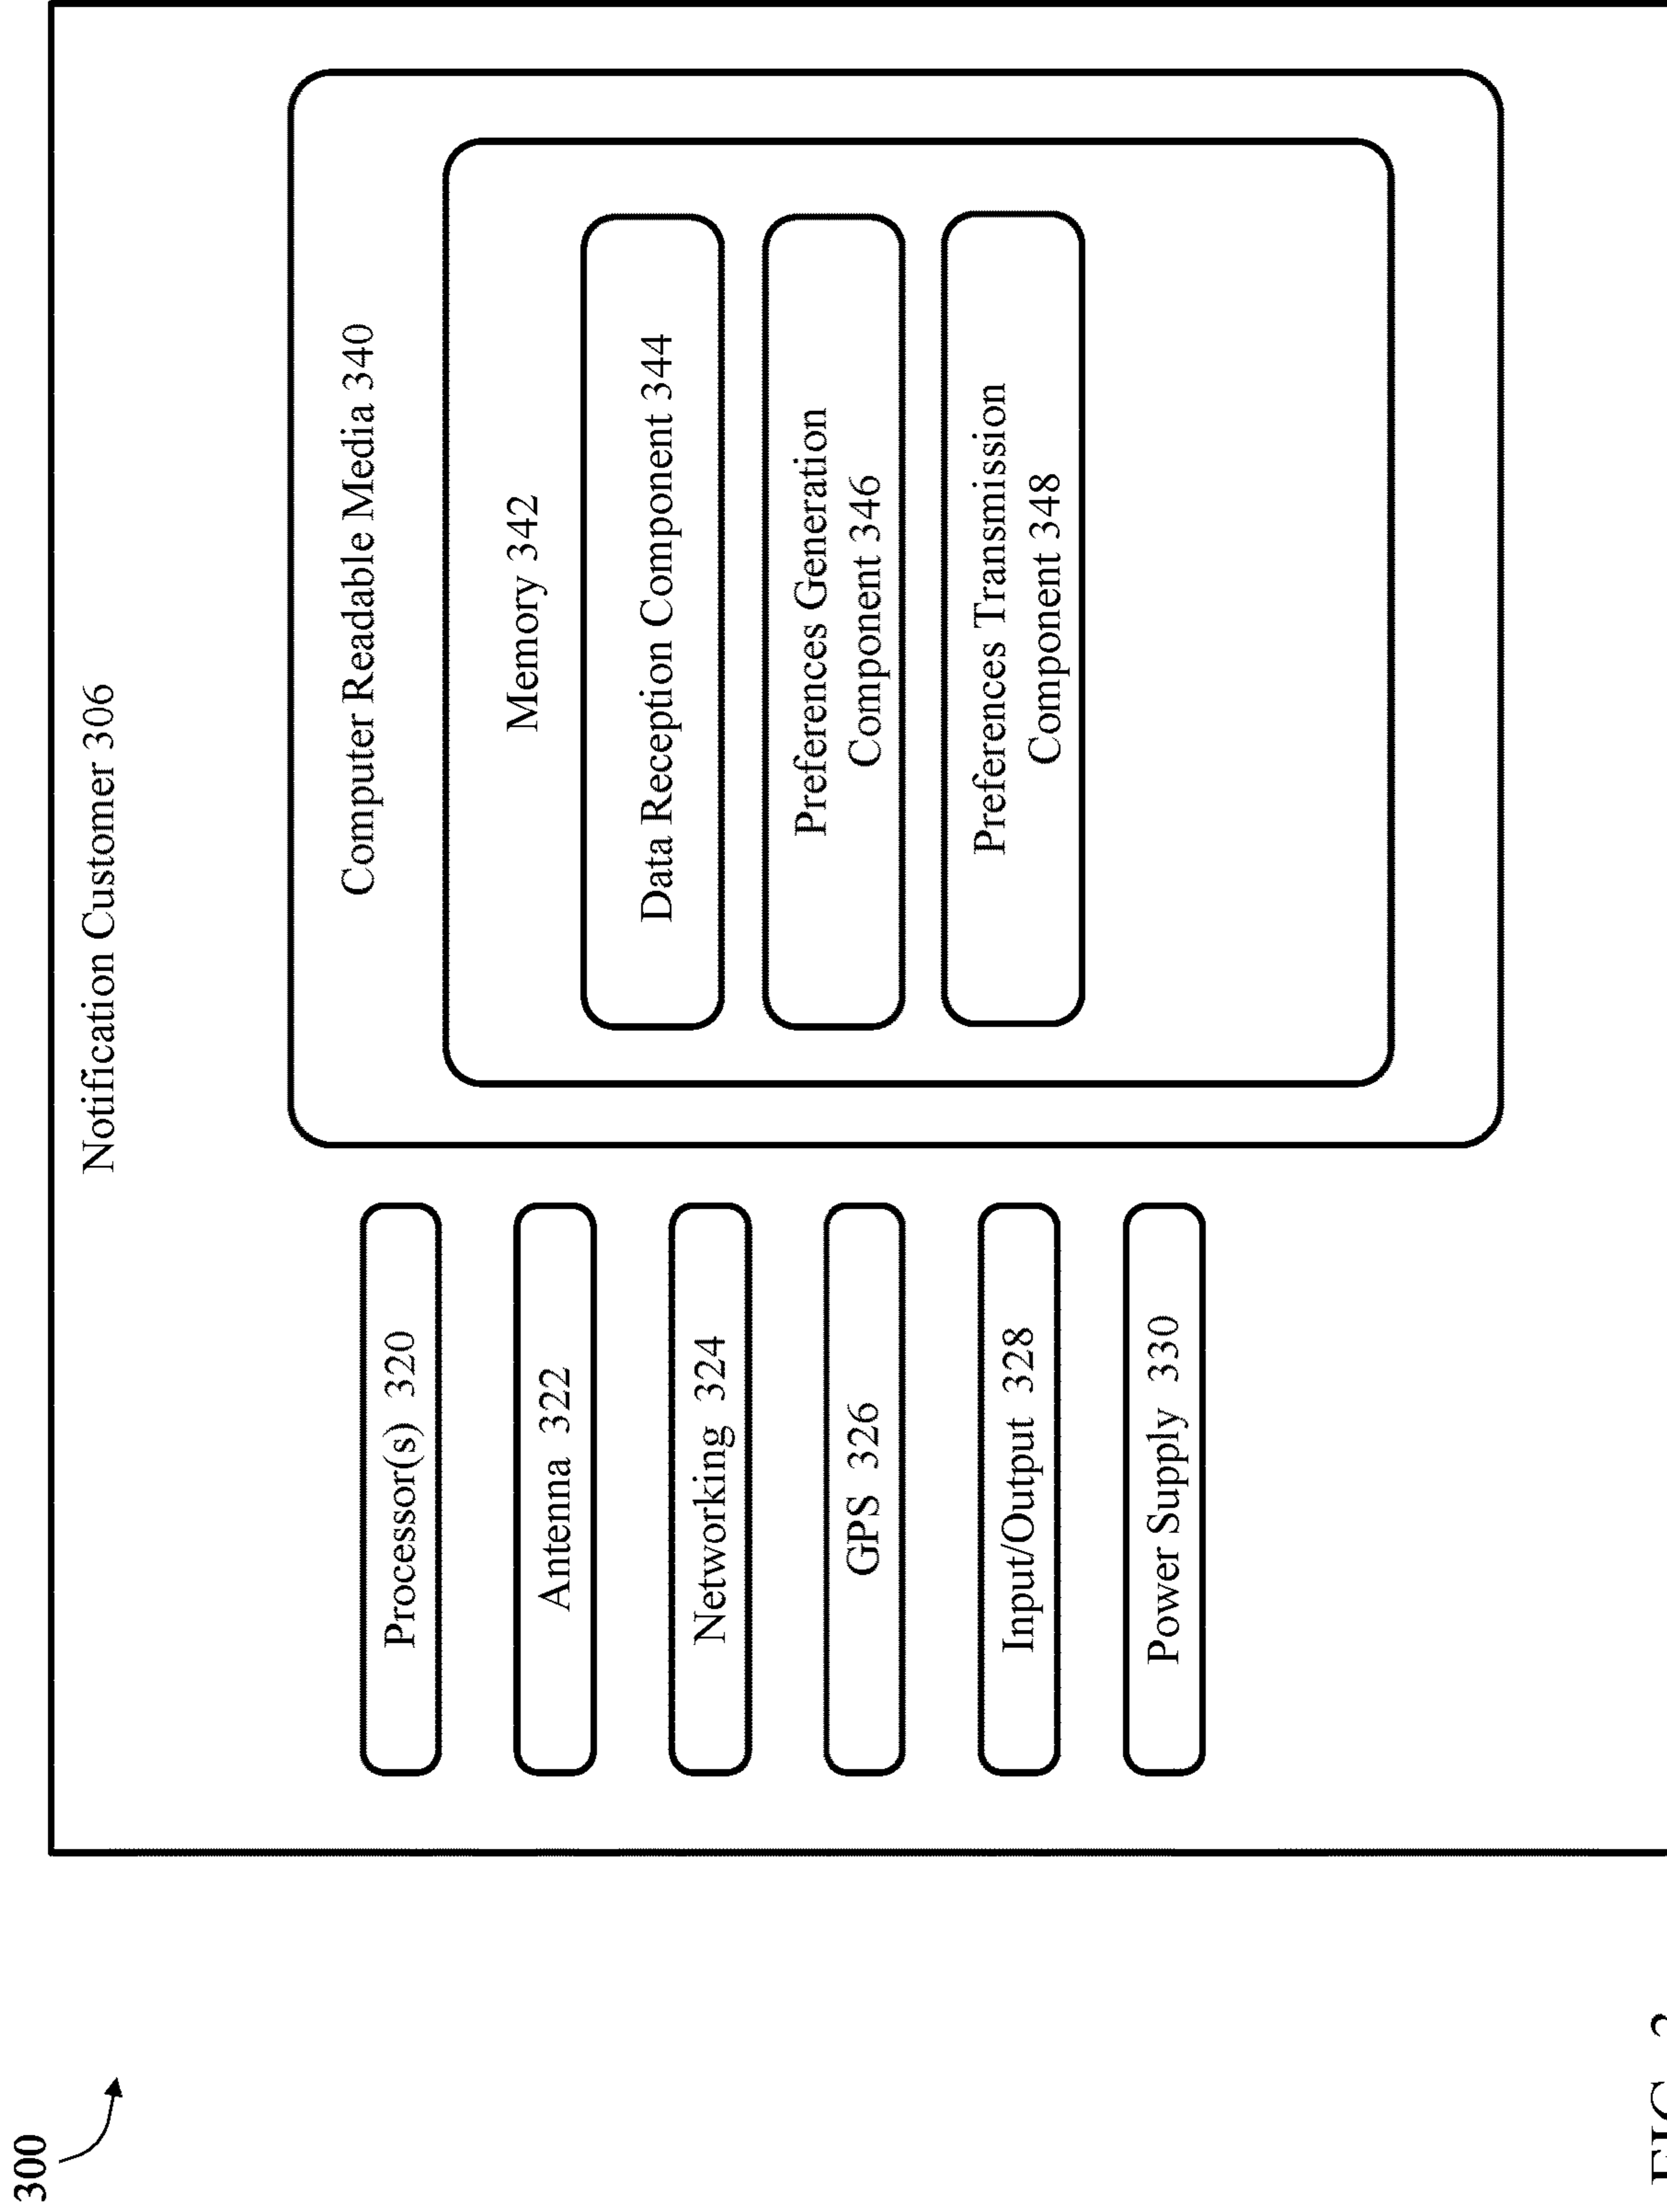 300
Notification Customer 306
Processor(s) 320
Antenna 322
Networking 324
GPS 326
Input/Output 328
Power Supply 330
Computer Readable Media 340
Memory 342
Data Reception Component 344
Preferences Generation
Component 346
Preferences Transmission
Component 348
FIG.